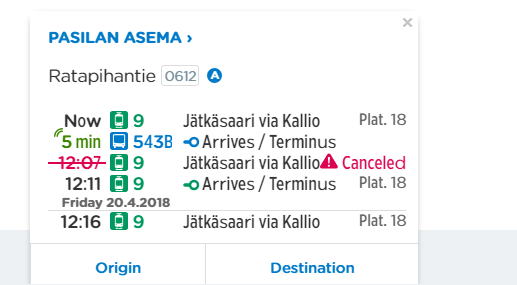 ×
PASILAN ASEMA ›
Ratapihantie 0612 A
Now 9 Jätkäsaari via Kallio Plat. 18
5 min 543B Arrives / Terminus
12:07 9 Jätkäsaari via Kallio Canceled
12:11 9 Arrives / Terminus Plat. 18
Friday 20.4.2018
12:16 9 Jätkäsaari via Kallio Plat. 18
Origin Destination